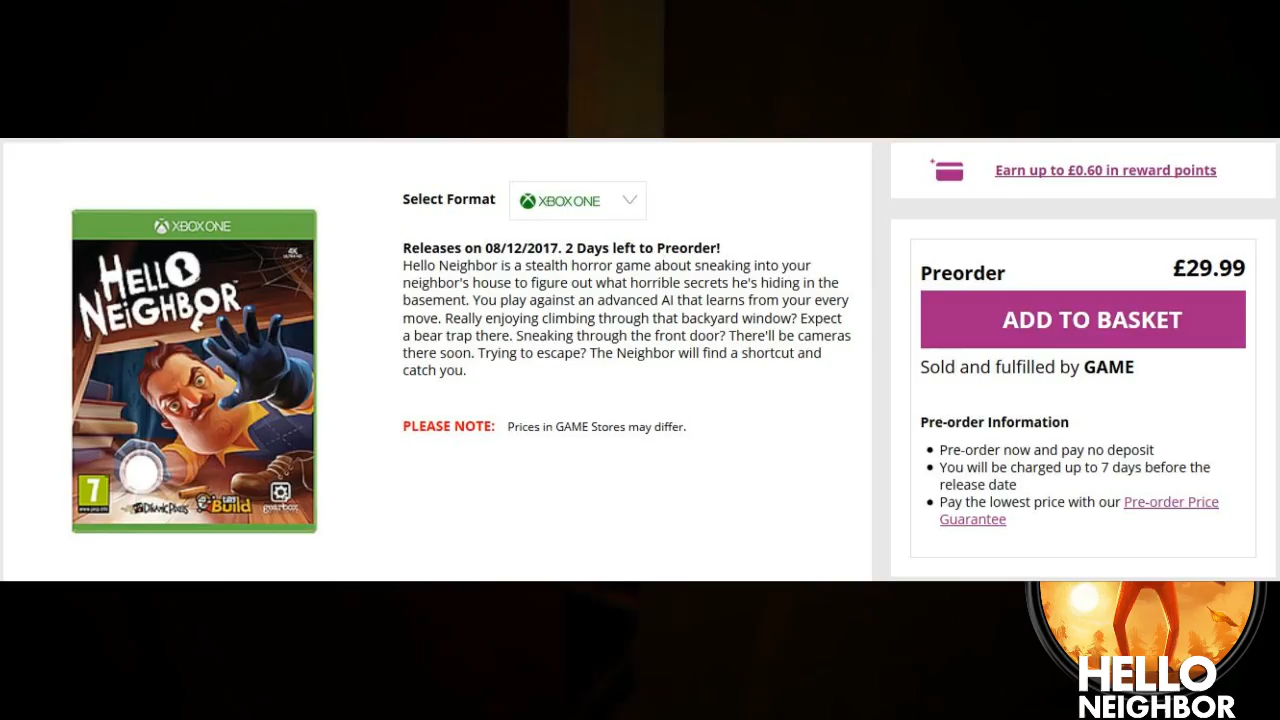 XBOX ONE
4K
HELLO
NEIGHBOR
7
DYNAMIC PIXELS
tiny
Build
gearbox
Select Format
XBOX ONE
Releases on 08/12/2017. 2 Days left to Preorder!
Hello Neighbor is a stealth horror game about sneaking into your
neighbor's house to figure out what horrible secrets he's hiding in the
basement. You play against an advanced AI that learns from your every
move. Really enjoying climbing through that backyard window? Expect
a bear trap there. Sneaking through the front door? There'll be cameras
there soon. Trying to escape? The Neighbor will find a shortcut and
catch you.
PLEASE NOTE: Prices in GAME Stores may differ.
Earn up to £0.60 in reward points
Preorder £29.99
ADD TO BASKET
Sold and fulfilled by GAME
Pre-order Information
• Pre-order now and pay no deposit
• You will be charged up to 7 days before the
release date
• Pay the lowest price with our Pre-order Price
Guarantee
HELLO
NEIGHBOR